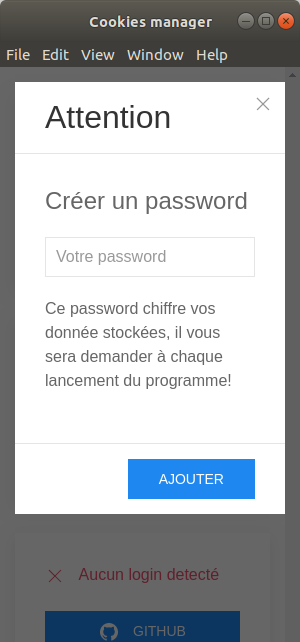 Cookies manager
File Edit View Window Help
Attention
Créer un password
Votre password
Ce password chiffre vos
donnée stockées, il vous
sera demander à chaque
lancement du programme!
AJOUTER
Aucun login detecté
GITHUB